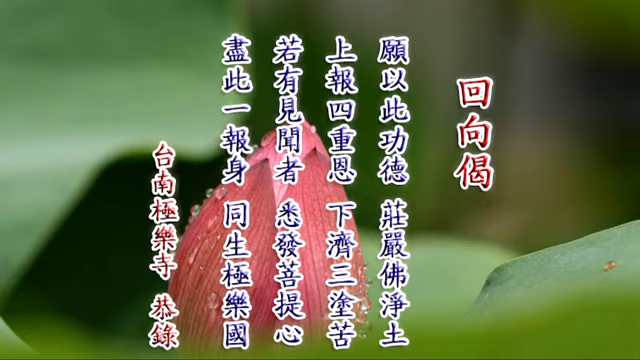 回向偈
願以此功德 莊嚴佛淨土
上報四重恩 下濟三塗苦
若有見聞者 悉發菩提心
盡此一報身 同生極樂國
台南極樂寺 恭錄